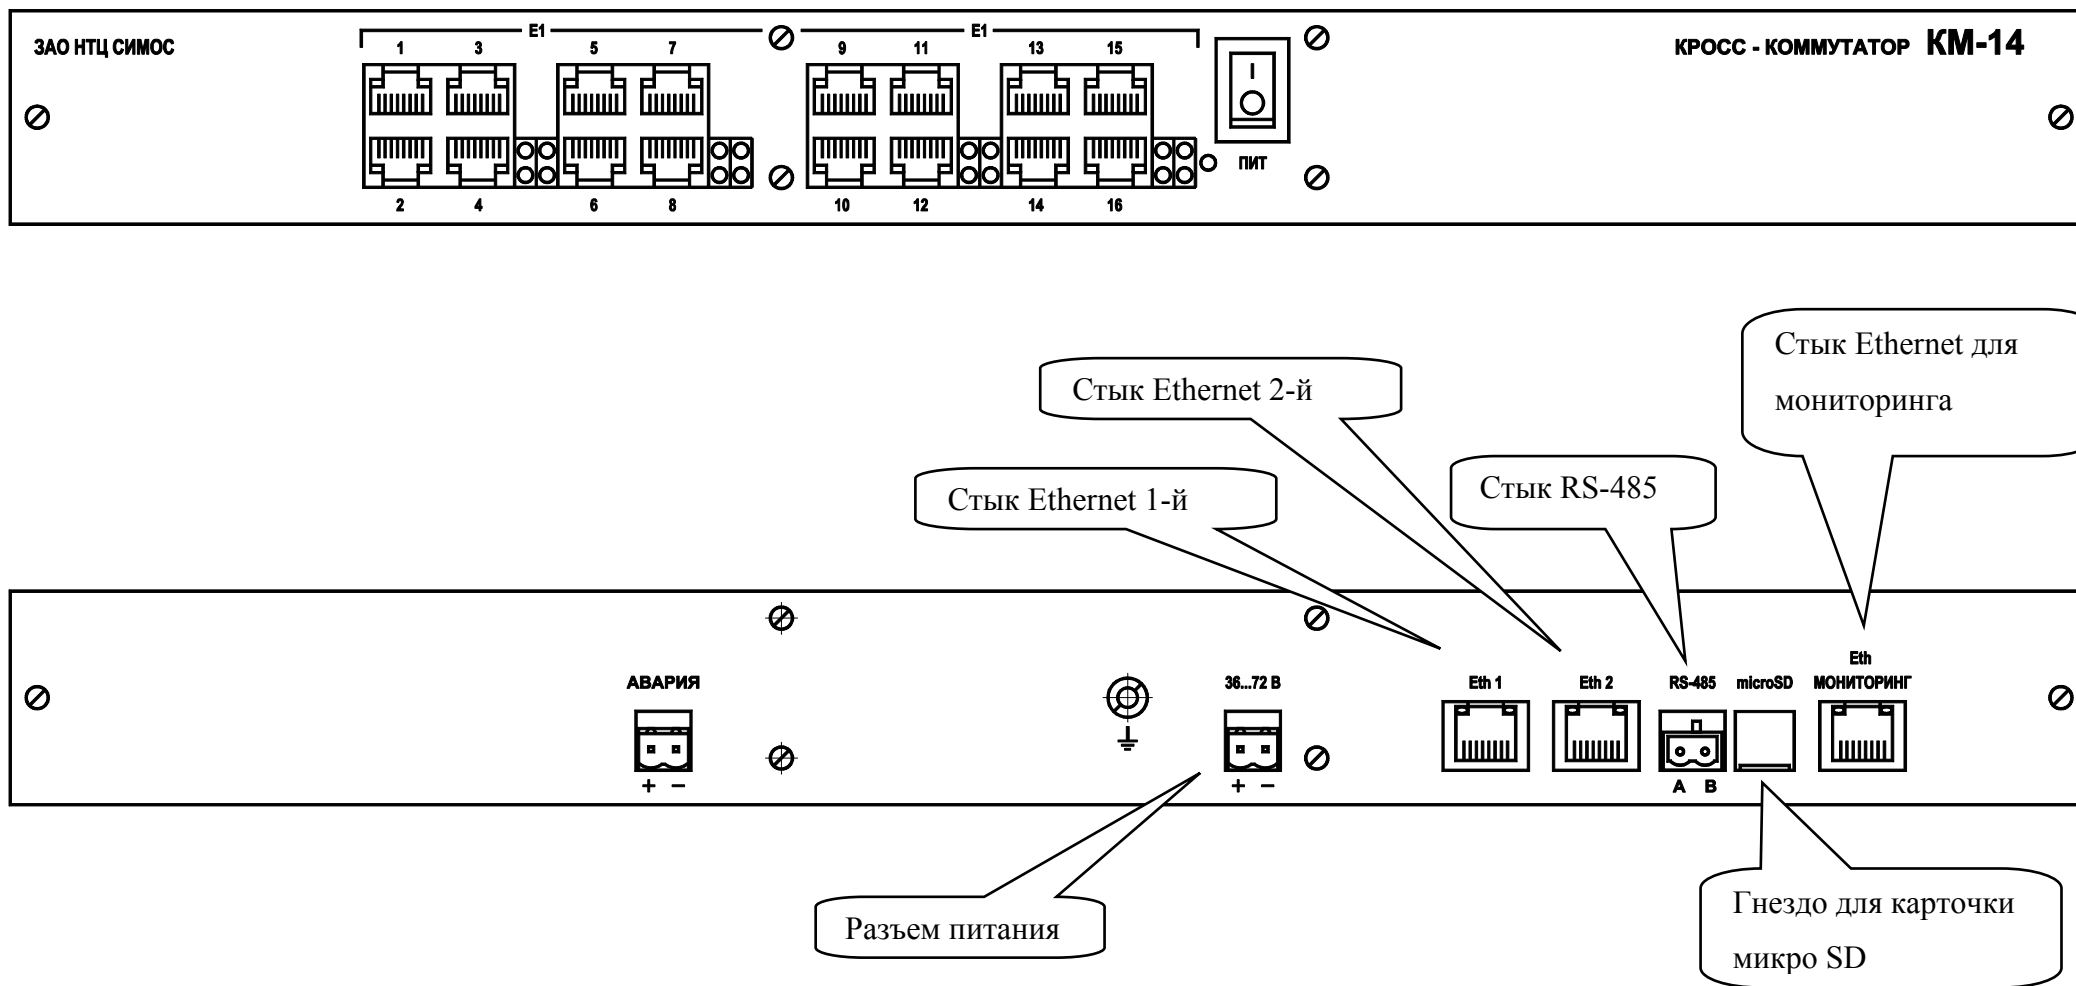 ЗАО НТЦ СИМОС
E1
E1
КРОСС - КОММУТАТОР КМ-14
1 3 5 7 9 11 13 15
ПИТ
2 4 6 8 10 12 14 16
Стык Ethernet для
мониторинга
Стык Ethernet 2-й
Стык Ethernet 1-й
Стык RS-485
АВАРИЯ
+ −
36...72 В
+ −
Eth 1
Eth 2
RS-485
A B
microSD
Eth
МОНИТОРИНГ
Разъем питания
Гнездо для карточки
микро SD